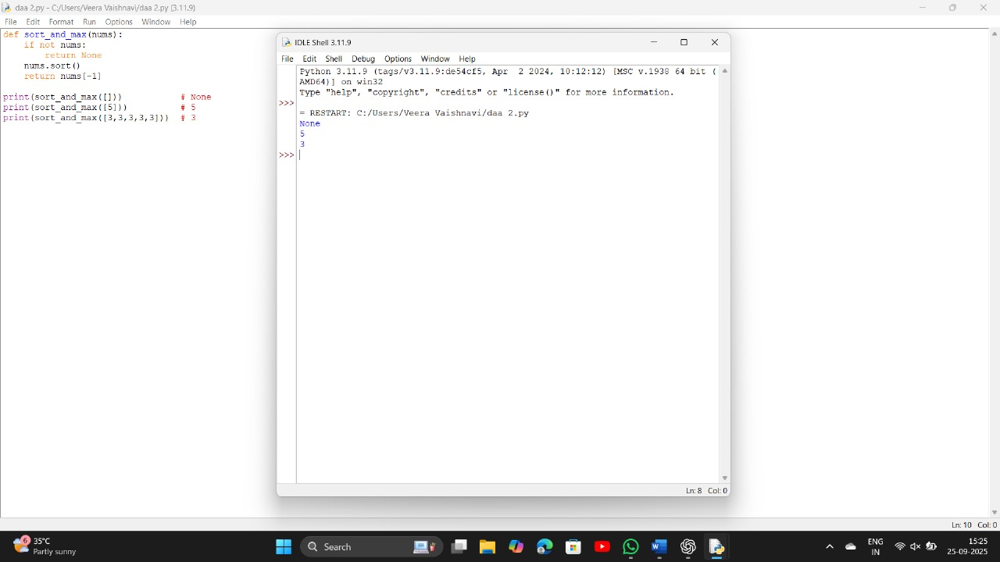 daa 2.py - C:/Users/Veera Vaishnavi/daa 2.py (3.11.9)
File Edit Format Run Options Window Help
def sort_and_max(nums):
    if not nums:
        return None
    nums.sort()
    return nums[-1]
print(sort_and_max([]))           # None
print(sort_and_max([5]))          # 5
print(sort_and_max([3,3,3,3,3]))  # 3
IDLE Shell 3.11.9
File Edit Shell Debug Options Window Help
Python 3.11.9 (tags/v3.11.9:de54cf5, Apr  2 2024, 10:12:12) [MSC v.1938 64 bit (
AMD64)] on win32
Type "help", "copyright", "credits" or "license()" for more information.
>>>
= RESTART: C:/Users/Veera Vaishnavi/daa 2.py
None
5
3
>>>
Ln: 8 Col: 0
Ln: 10 Col: 0
6
35°C
Partly sunny
Search
ENG
IN
15:25
25-09-2025